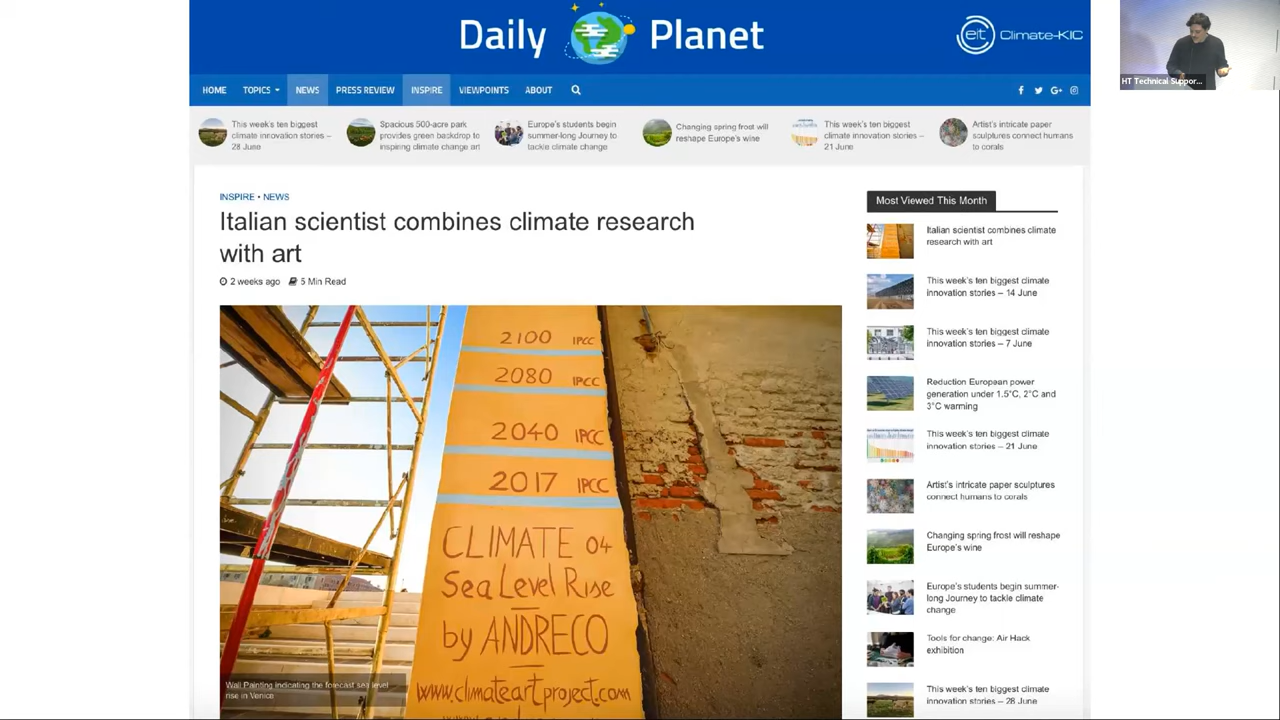 Daily Planet
eit Climate-KIC
HT Technical Suppor...
HOME TOPICS NEWS PRESS REVIEW INSPIRE VIEWPOINTS ABOUT
This week's ten biggest
climate innovation stories –
28 June
Spacious 500-acre park
provides green backdrop to
inspiring climate change art
Europe's students begin
summer-long Journey to
tackle climate change
Changing spring frost will
reshape Europe's wine
This week's ten biggest
climate innovation stories –
21 June
Artist's intricate paper
sculptures connect humans
to corals
INSPIRE • NEWS
Italian scientist combines climate research
with art
2 weeks ago 5 Min Read
2100 IPCC
2080 IPCC
2040 IPCC
2017 IPCC
CLIMATE 04
Sea Level Rise
by ANDRECO
www.climateartproject.com
Wall Painting indicating the forecast sea level
rise in Venice
Most Viewed This Month
Italian scientist combines climate
research with art
This week's ten biggest climate
innovation stories – 14 June
This week's ten biggest climate
innovation stories – 7 June
Reduction European power
generation under 1.5°C, 2°C and
3°C warming
This week's ten biggest climate
innovation stories – 21 June
Artist's intricate paper sculptures
connect humans to corals
Changing spring frost will reshape
Europe's wine
Europe's students begin summer-
long Journey to tackle climate
change
Tools for change: Air Hack
exhibition
This week's ten biggest climate
innovation stories – 28 June